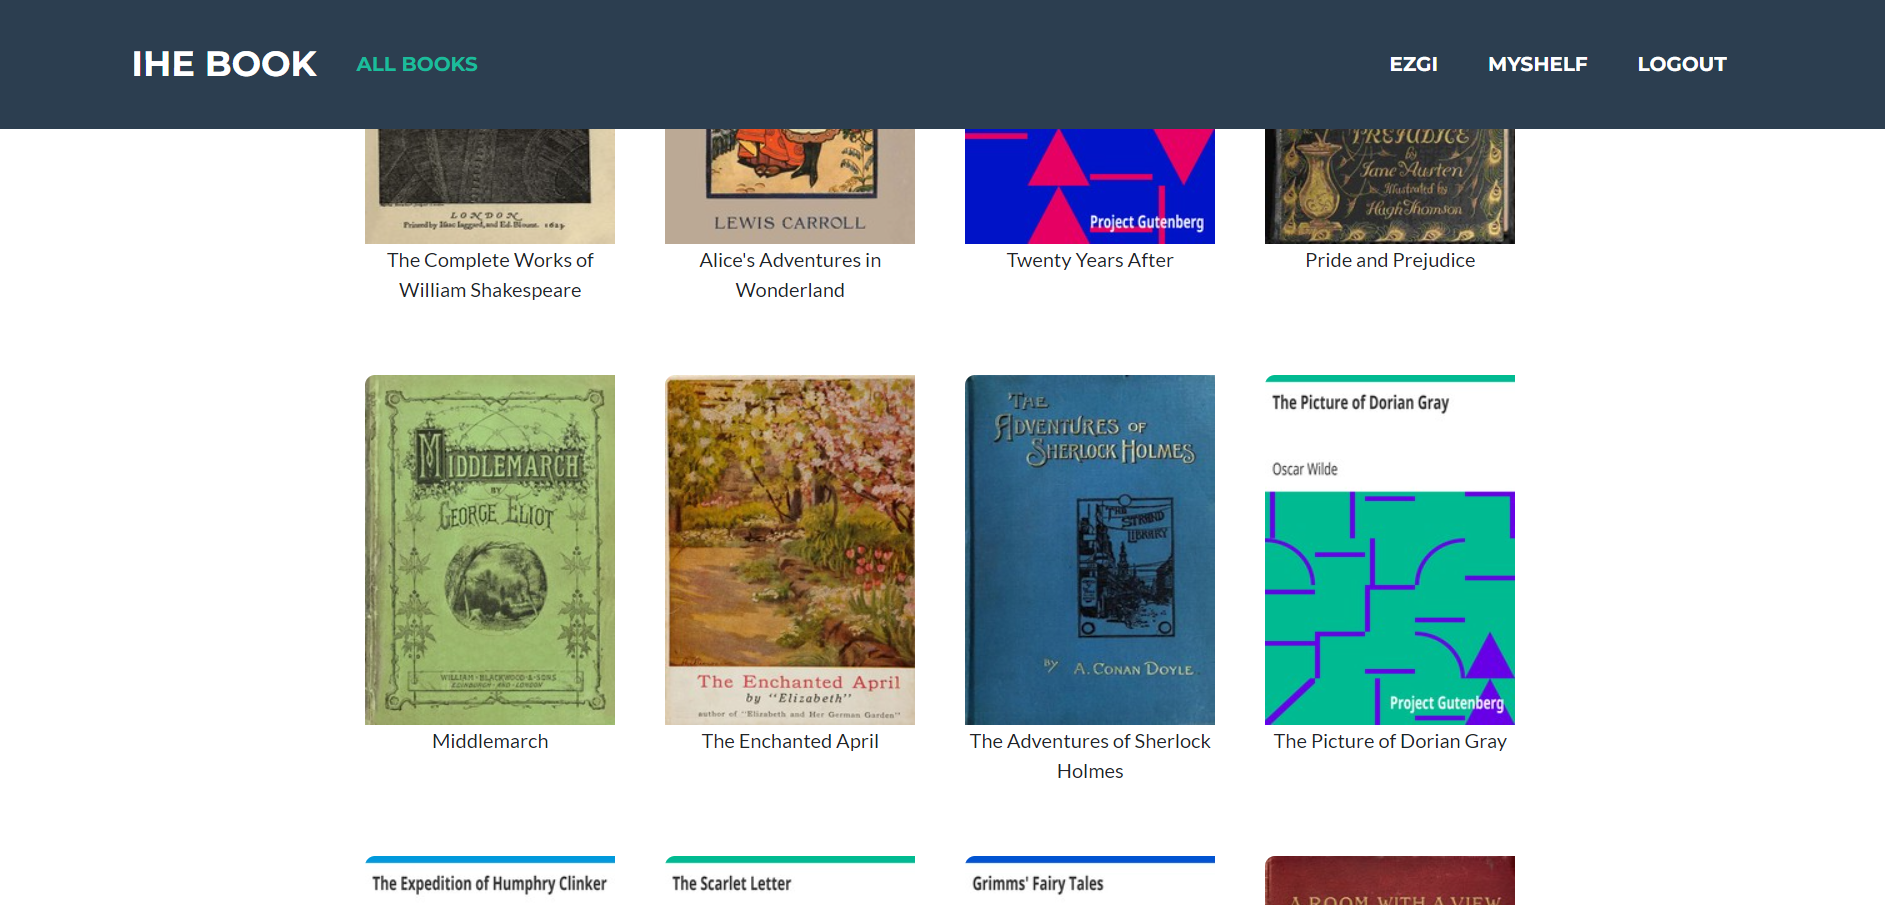 IHE BOOK
ALL BOOKS
EZGI
MYSHELF
LOGOUT
LONDON
Printed by Isaac Iaggard, and Ed. Blount. 1623
The Complete Works of
William Shakespeare
LEWIS CARROLL
Alice's Adventures in
Wonderland
Project Gutenberg
Twenty Years After
PREJUDICE
by
Jane Austen
Illustrated by
Hugh Thomson
Pride and Prejudice
MIDDLEMARCH
BY
GEORGE ELIOT
WILLIAM · BLACKWOOD & SONS
EDINBURGH · AND · LONDON
Middlemarch
The Enchanted April
by "Elizabeth"
author of "Elizabeth and Her German Garden"
The Enchanted April
THE
ADVENTURES OF
SHERLOCK HOLMES
THE
STRAND
LIBRARY
BY A. CONAN DOYLE
The Adventures of Sherlock
Holmes
The Picture of Dorian Gray
Oscar Wilde
Project Gutenberg
The Picture of Dorian Gray
The Expedition of Humphry Clinker
The Scarlet Letter
Grimms' Fairy Tales
A ROOM WITH A VIEW